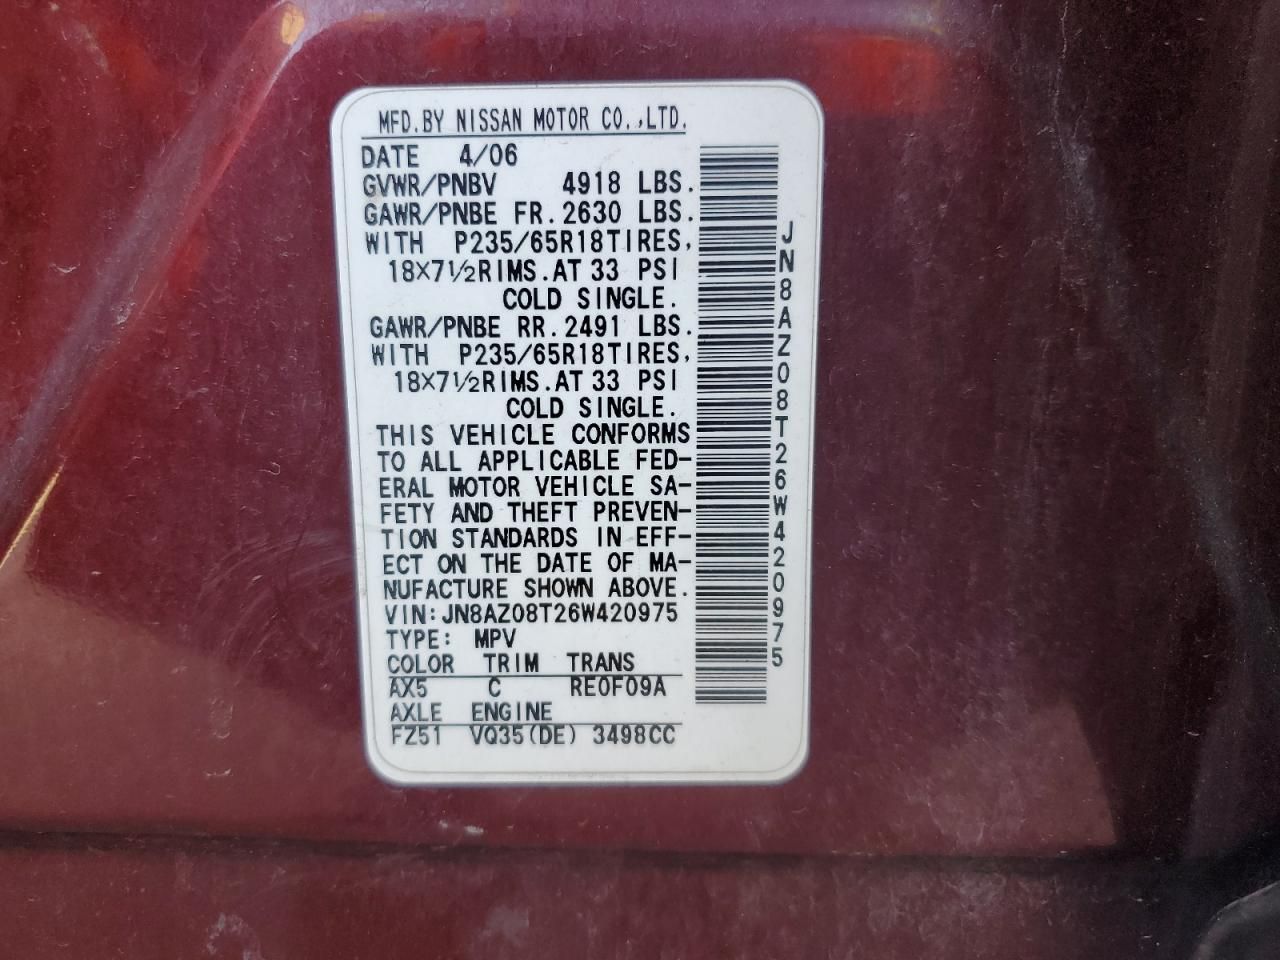 MFD.BY NISSAN MOTOR CO.,LTD.
DATE 4/06
GVWR/PNBV 4918 LBS.
GAWR/PNBE FR.2630 LBS.
WITH P235/65R18TIRES,
18×7½RIMS.AT 33 PSI
COLD SINGLE.
GAWR/PNBE RR.2491 LBS.
WITH P235/65R18TIRES,
18×7½RIMS.AT 33 PSI
COLD SINGLE.
THIS VEHICLE CONFORMS
TO ALL APPLICABLE FED-
ERAL MOTOR VEHICLE SA-
FETY AND THEFT PREVEN-
TION STANDARDS IN EFF-
ECT ON THE DATE OF MA-
NUFACTURE SHOWN ABOVE.
VIN:JN8AZ08T26W420975
TYPE: MPV
COLOR TRIM TRANS
AX5 C RE0F09A
AXLE ENGINE
FZ51 VQ35(DE) 3498CC
JN8AZ08T26W420975